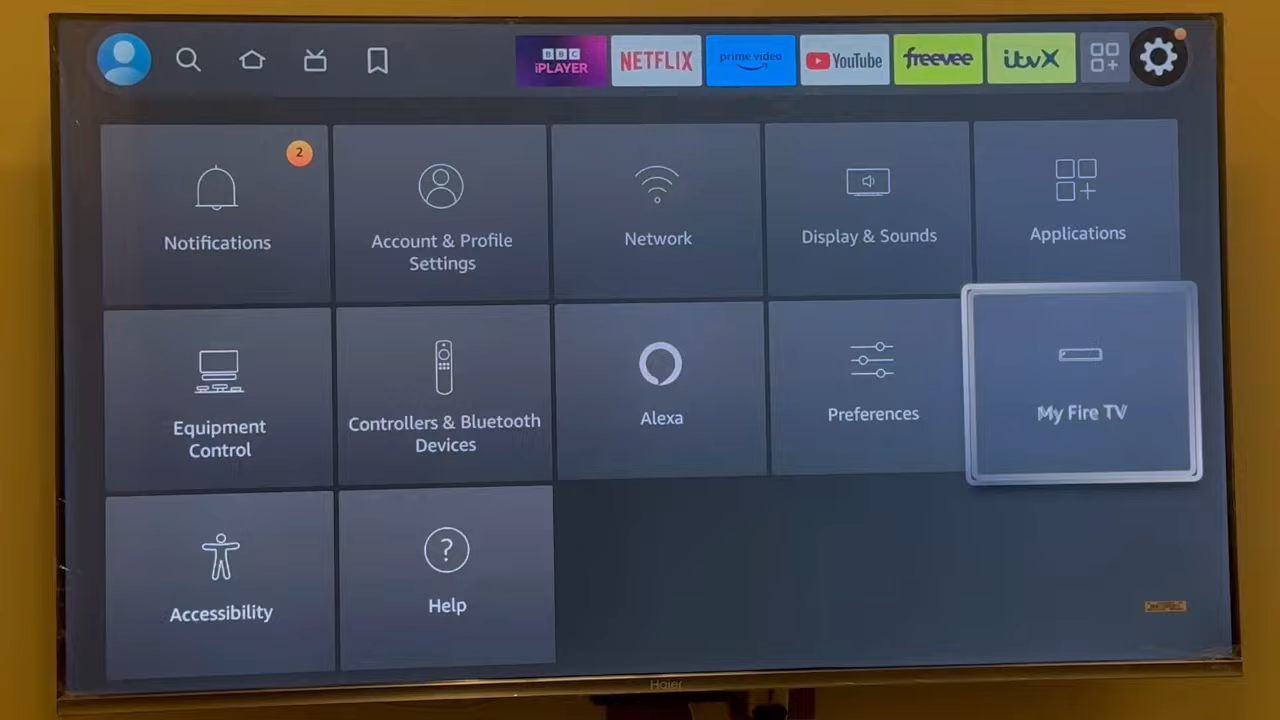 BBC
iPLAYER
NETFLIX
prime video
YouTube
freevee
itvX
2
Notifications
Account & Profile
Settings
Network
Display & Sounds
Applications
Equipment
Control
Controllers & Bluetooth
Devices
Alexa
Preferences
My Fire TV
Accessibility
?
Help
Haier